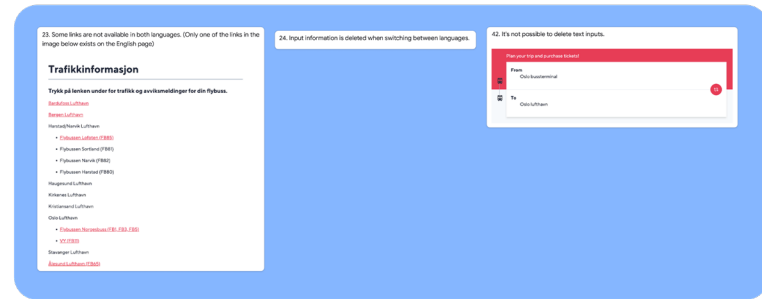 23. Some links are not available in both languages. (Only one of the links in the
image below exists on the English page)
Trafikkinformasjon
Trykk på lenken under for trafikk og avviksmeldinger for din flybuss.
Bardufoss Lufthavn
Bergen Lufthavn
Harstad/Narvik Lufthavn
• Flybussen Lofoten (FB86)
• Flybussen Sortland (FB81)
• Flybussen Narvik (FB82)
• Flybussen Harstad (FB80)
Haugesund Lufthavn
Kirkenes Lufthavn
Kristiansand Lufthavn
Oslo Lufthavn
• Flybussen Norgesbuss (FB1, FB3, FB5)
• VY (FB11)
Stavanger Lufthavn
Ålesund Lufthavn (FB65)
24. Input information is deleted when switching between languages.
42. It's not possible to delete text inputs.
Plan your trip and purchase tickets!
From
Oslo bussterminal
To
Oslo lufthavn